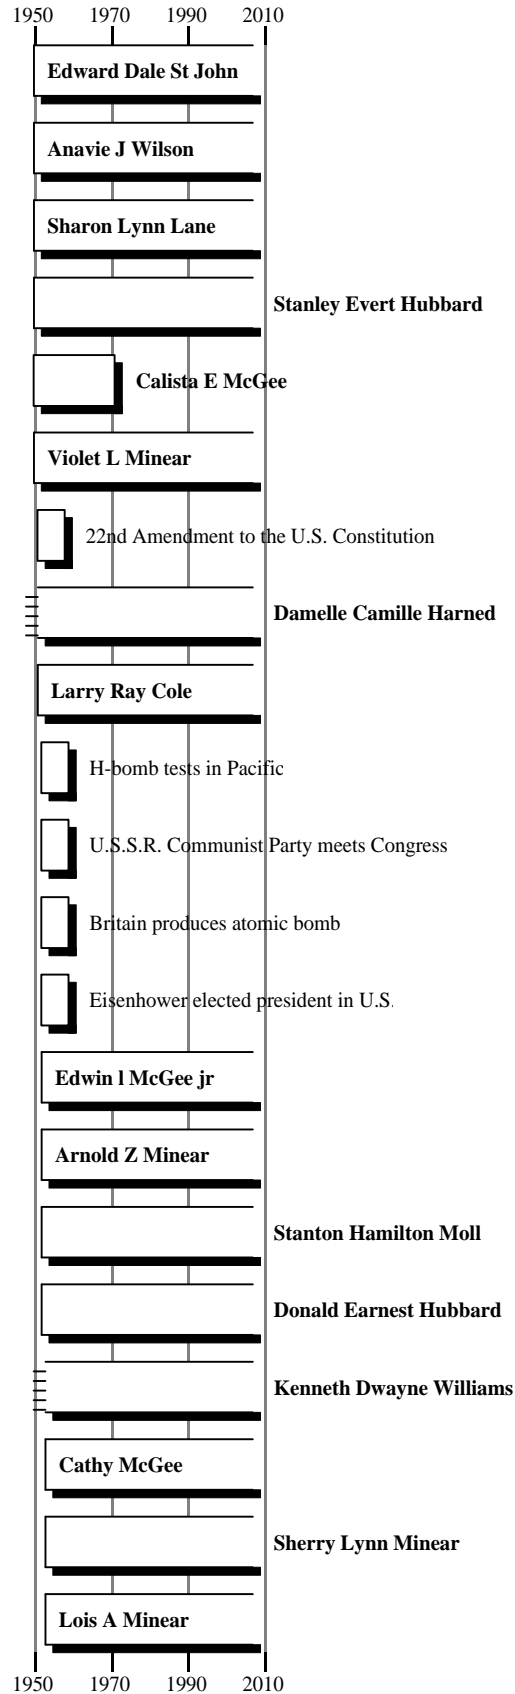 1950 1970 1990 2010
Edward Dale St John
Anavie J Wilson
Sharon Lynn Lane
Stanley Evert Hubbard
Calista E McGee
Violet L Minear
22nd Amendment to the U.S. Constitution
Damelle Camille Harned
Larry Ray Cole
H-bomb tests in Pacific
U.S.S.R. Communist Party meets Congress
Britain produces atomic bomb
Eisenhower elected president in U.S.
Edwin l McGee jr
Arnold Z Minear
Stanton Hamilton Moll
Donald Earnest Hubbard
Kenneth Dwayne Williams
Cathy McGee
Sherry Lynn Minear
Lois A Minear
1950 1970 1990 2010